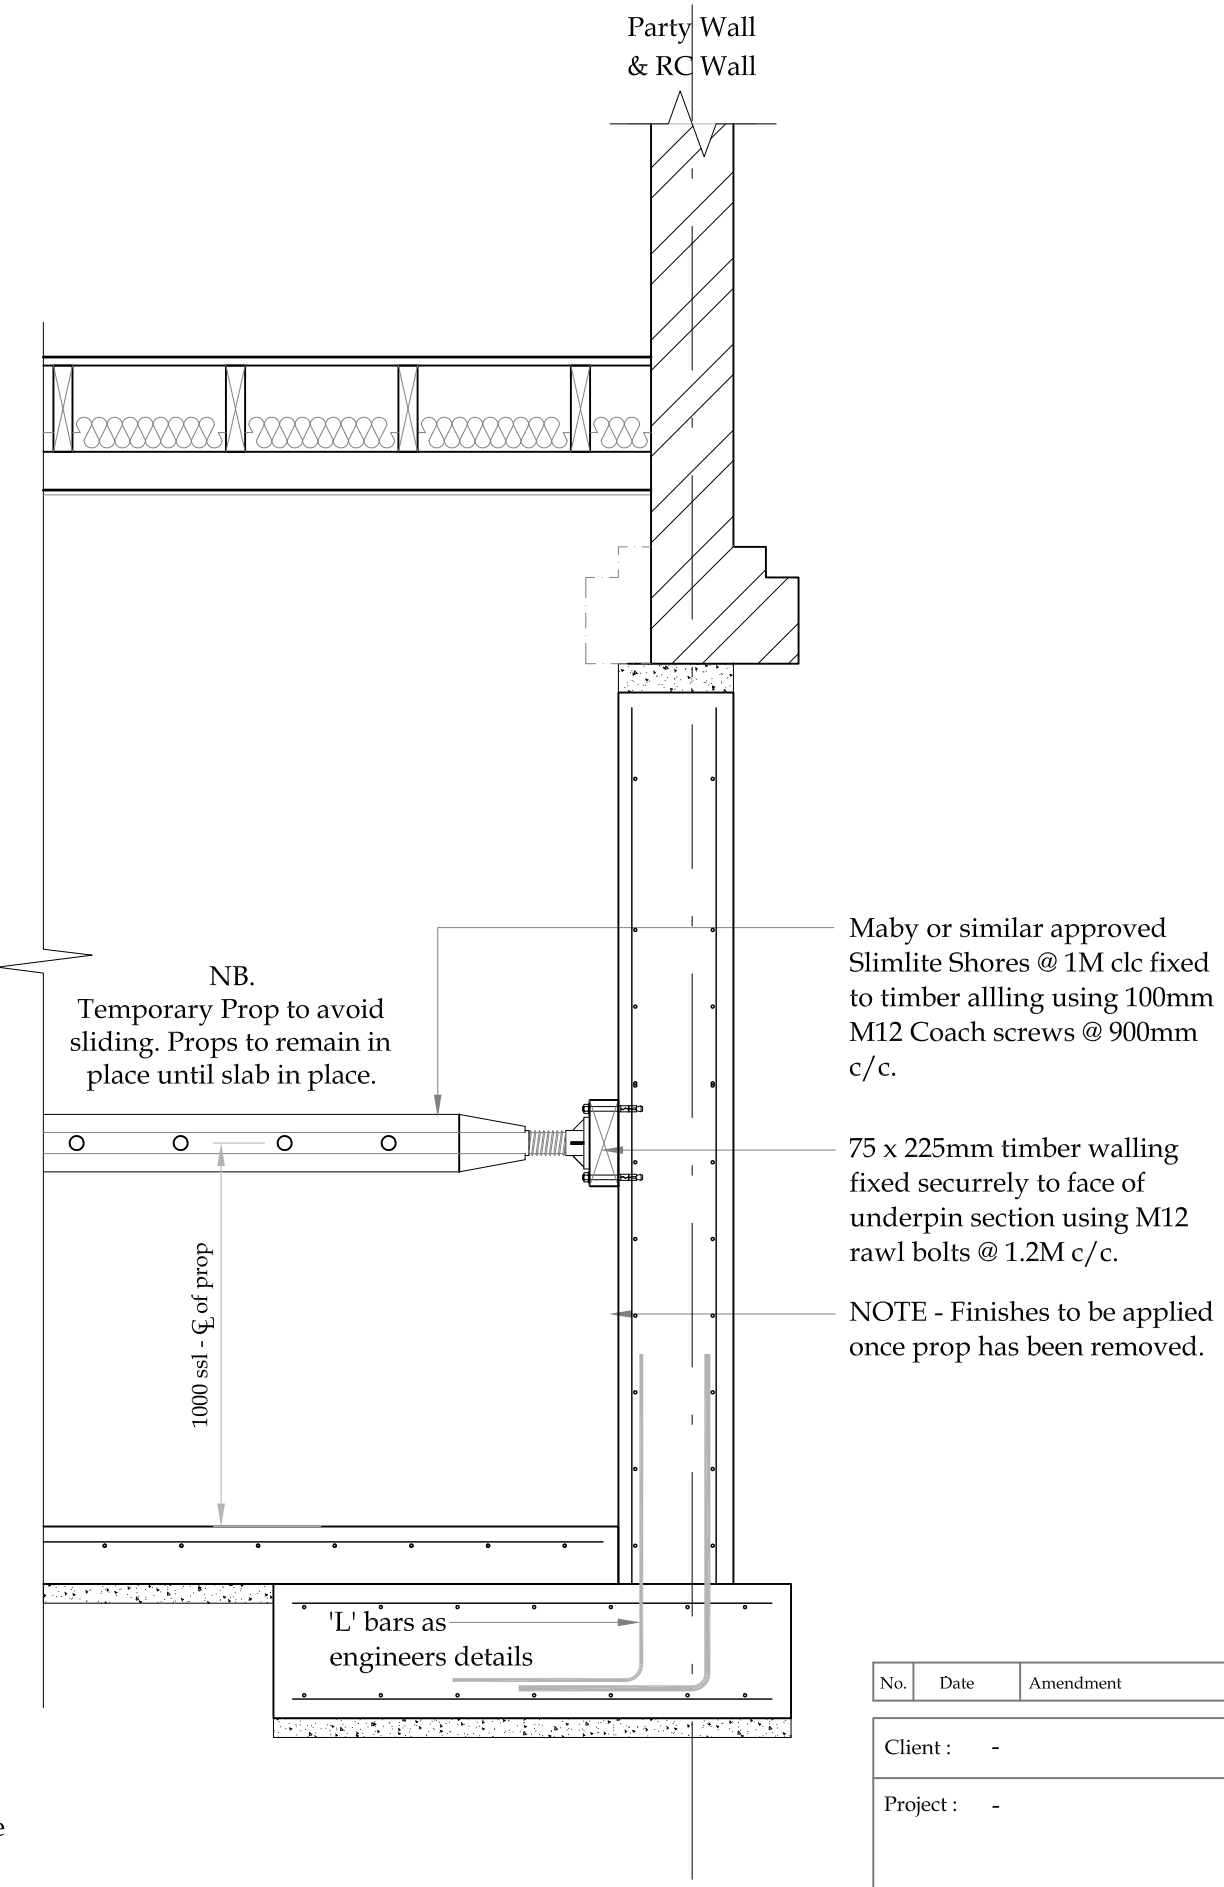 Party Wall
& RC Wall
Maby or similar approved
Slimlite Shores @ 1M clc fixed
to timber allling using 100mm
M12 Coach screws @ 900mm
c/c.
NB.
Temporary Prop to avoid
sliding. Props to remain in
place until slab in place.
75 x 225mm timber walling
fixed securrely to face of
underpin section using M12
rawl bolts @ 1.2M c/c.
1000 ssl - ℄ of prop
NOTE - Finishes to be applied
once prop has been removed.
'L' bars as
engineers details
No. Date Amendment
Client : -
Project : -
e